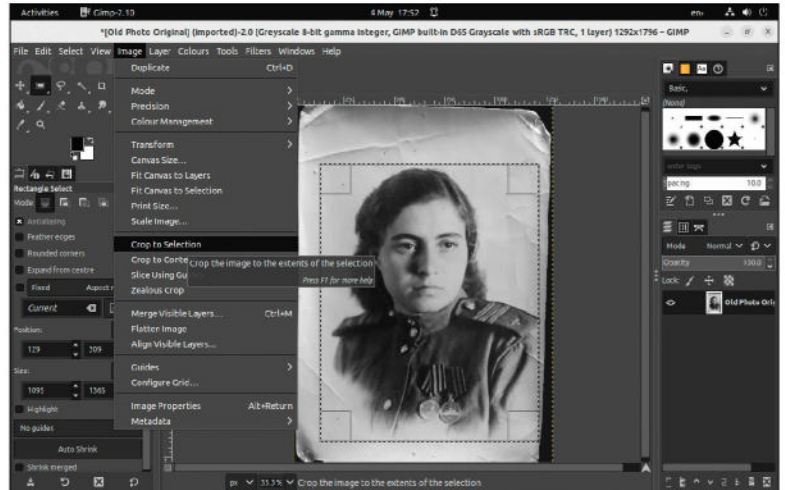 Activities Gimp-2.10 4 May 17:52 en
*[Old Photo Original] (imported)-2.0 (Greyscale 8-bit gamma integer, GIMP built-in D65 Grayscale with sRGB TRC, 1 layer) 1292x1796 – GIMP
File Edit Select View Image Layer Colours Tools Filters Windows Help
Duplicate Ctrl+D
Mode
Precision
Colour Management
Transform
Canvas Size...
Fit Canvas to Layers
Fit Canvas to Selection
Print Size...
Scale Image...
Crop to Selection
Crop to Conte
Slice Using Gu
Zealous Crop
Crop the image to the extents of the selection
Press F1 for more help
Merge Visible Layers... Ctrl+M
Flatten Image
Align Visible Layers...
Guides
Configure Grid...
Image Properties Alt+Return
Metadata
Rectangle Select
Mode:
Antialiasing
Feather edges
Rounded corners
Expand from centre
Fixed Aspect r
Current
Position:
129 309
Size:
1095 1365
Highlight
No guides
Auto Shrink
Shrink merged
px 33.3% Crop the image to the extents of the selection
Basic,
(None)
enter tags
pacing 10.0
Mode Normal
Opacity 100.0
Lock:
Old Photo Orig